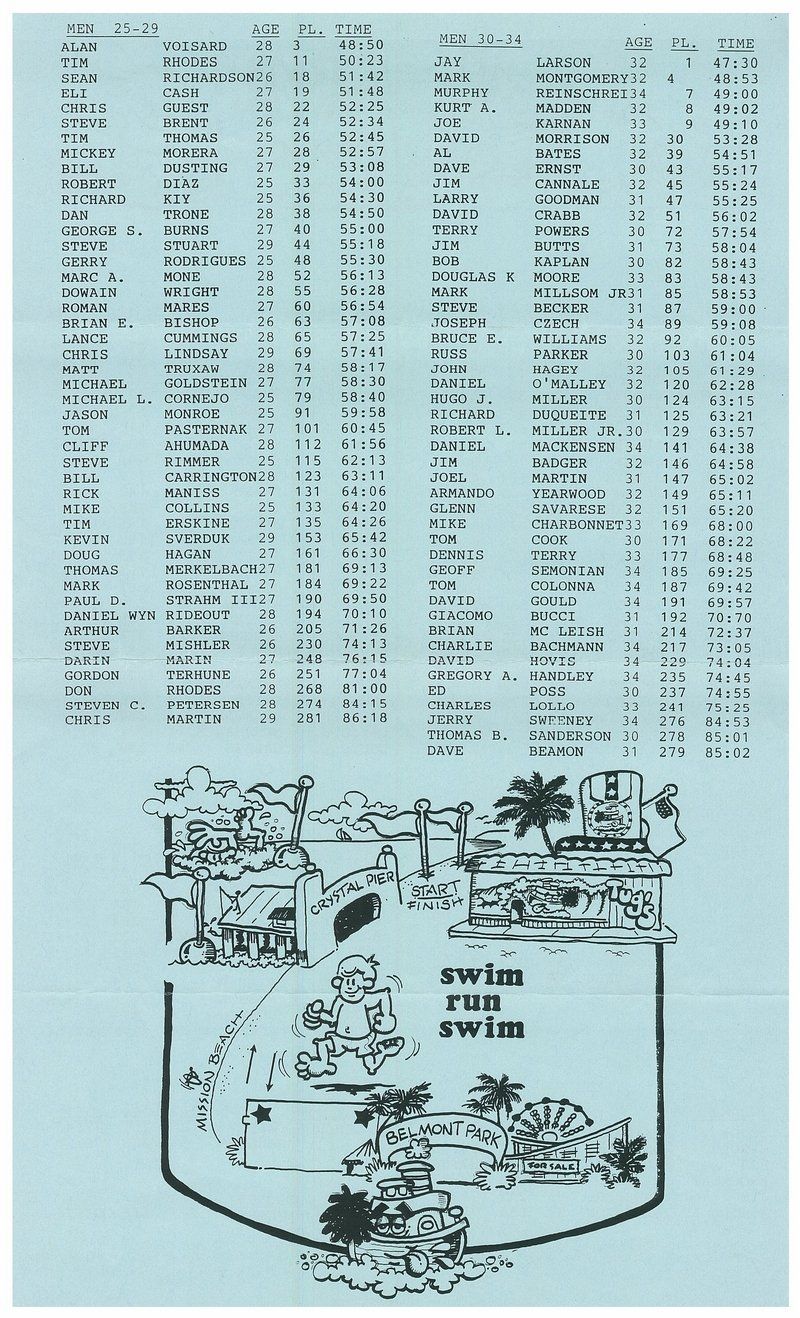 MEN 25-29 AGE PL. TIME
ALAN VOISARD 28 3 48:50
TIM RHODES 27 11 50:23
SEAN RICHARDSON26 18 51:42
ELI CASH 27 19 51:48
CHRIS GUEST 28 22 52:25
STEVE BRENT 26 24 52:34
TIM THOMAS 25 26 52:45
MICKEY MORERA 27 28 52:57
BILL DUSTING 27 29 53:08
ROBERT DIAZ 25 33 54:00
RICHARD KIY 25 36 54:30
DAN TRONE 28 38 54:50
GEORGE S. BURNS 27 40 55:00
STEVE STUART 29 44 55:18
GERRY RODRIGUES 25 48 55:30
MARC A. MONE 28 52 56:13
DOWAIN WRIGHT 28 55 56:28
ROMAN MARES 27 60 56:54
BRIAN E. BISHOP 26 63 57:08
LANCE CUMMINGS 28 65 57:25
CHRIS LINDSAY 29 69 57:41
MATT TRUXAW 28 74 58:17
MICHAEL GOLDSTEIN 27 77 58:30
MICHAEL L. CORNEJO 25 79 58:40
JASON MONROE 25 91 59:58
TOM PASTERNAK 27 101 60:45
CLIFF AHUMADA 28 112 61:56
STEVE RIMMER 25 115 62:13
BILL CARRINGTON28 123 63:11
RICK MANISS 27 131 64:06
MIKE COLLINS 25 133 64:20
TIM ERSKINE 27 135 64:26
KEVIN SVERDUK 29 153 65:42
DOUG HAGAN 27 161 66:30
THOMAS MERKELBACH27 181 69:13
MARK ROSENTHAL 27 184 69:22
PAUL D. STRAHM III27 190 69:50
DANIEL WYN RIDEOUT 28 194 70:10
ARTHUR BARKER 26 205 71:26
STEVE MISHLER 26 230 74:13
DARIN MARIN 27 248 76:15
GORDON TERHUNE 26 251 77:04
DON RHODES 28 268 81:00
STEVEN C. PETERSEN 28 274 84:15
CHRIS MARTIN 29 281 86:18
MEN 30-34 AGE PL. TIME
JAY LARSON 32 1 47:30
MARK MONTGOMERY32 4 48:53
MURPHY REINSCHREI34 7 49:00
KURT A. MADDEN 32 8 49:02
JOE KARNAN 33 9 49:10
DAVID MORRISON 32 30 53:28
AL BATES 32 39 54:51
DAVE ERNST 30 43 55:17
JIM CANNALE 32 45 55:24
LARRY GOODMAN 31 47 55:25
DAVID CRABB 32 51 56:02
TERRY POWERS 30 72 57:54
JIM BUTTS 31 73 58:04
BOB KAPLAN 30 82 58:43
DOUGLAS K MOORE 33 83 58:43
MARK MILLSOM JR31 85 58:53
STEVE BECKER 31 87 59:00
JOSEPH CZECH 34 89 59:08
BRUCE E. WILLIAMS 32 92 60:05
RUSS PARKER 30 103 61:04
JOHN HAGEY 32 105 61:29
DANIEL O'MALLEY 32 120 62:28
HUGO J. MILLER 30 124 63:15
RICHARD DUQUEITE 31 125 63:21
ROBERT L. MILLER JR.30 129 63:57
DANIEL MACKENSEN 34 141 64:38
JIM BADGER 32 146 64:58
JOEL MARTIN 31 147 65:02
ARMANDO YEARWOOD 32 149 65:11
GLENN SAVARESE 32 151 65:20
MIKE CHARBONNET33 169 68:00
TOM COOK 30 171 68:22
DENNIS TERRY 33 177 68:48
GEOFF SEMONIAN 34 185 69:25
TOM COLONNA 34 187 69:42
DAVID GOULD 34 191 69:57
GIACOMO BUCCI 31 192 70:70
BRIAN MC LEISH 31 214 72:37
CHARLIE BACHMANN 34 217 73:05
DAVID HOVIS 34 229 74:04
GREGORY A. HANDLEY 34 235 74:45
ED POSS 30 237 74:55
CHARLES LOLLO 33 241 75:25
JERRY SWEENEY 34 276 84:53
THOMAS B. SANDERSON 30 278 85:01
DAVE BEAMON 31 279 85:02
CRYSTAL PIER
START
FINISH
Tug's
swim
run
swim
MISSION BEACH
BELMONT PARK
FOR SALE